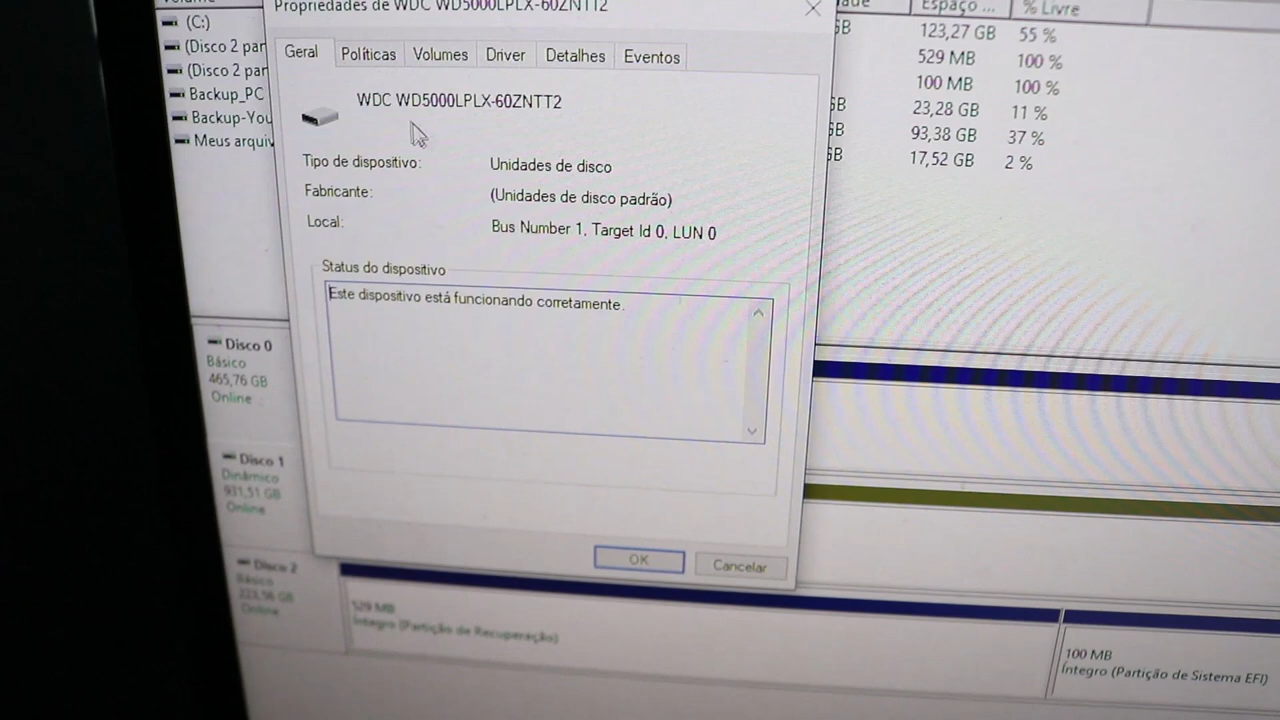 Propriedades de WDC WD5000LPLX-60ZNTT2
Espaço ...
% Livre
(C:)
(Disco 2 par
(Disco 2 par
Backup_PC
Backup-You
Meus arquiv
123,27 GB
55 %
529 MB
100 %
100 MB
100 %
23,28 GB
11 %
93,38 GB
37 %
17,52 GB
2 %
Geral
Políticas
Volumes
Driver
Detalhes
Eventos
WDC WD5000LPLX-60ZNTT2
Tipo de dispositivo:
Unidades de disco
Fabricante:
(Unidades de disco padrão)
Local:
Bus Number 1, Target Id 0, LUN 0
Status do dispositivo
Este dispositivo está funcionando corretamente.
OK
Cancelar
Disco 0
Básico
465,76 GB
Online
Disco 1
Dinâmico
931,51 GB
Online
Disco 2
Básico
Online
529 MB
Íntegro (Partição de Recuperação)
100 MB
Íntegro (Partição de Sistema EFI)